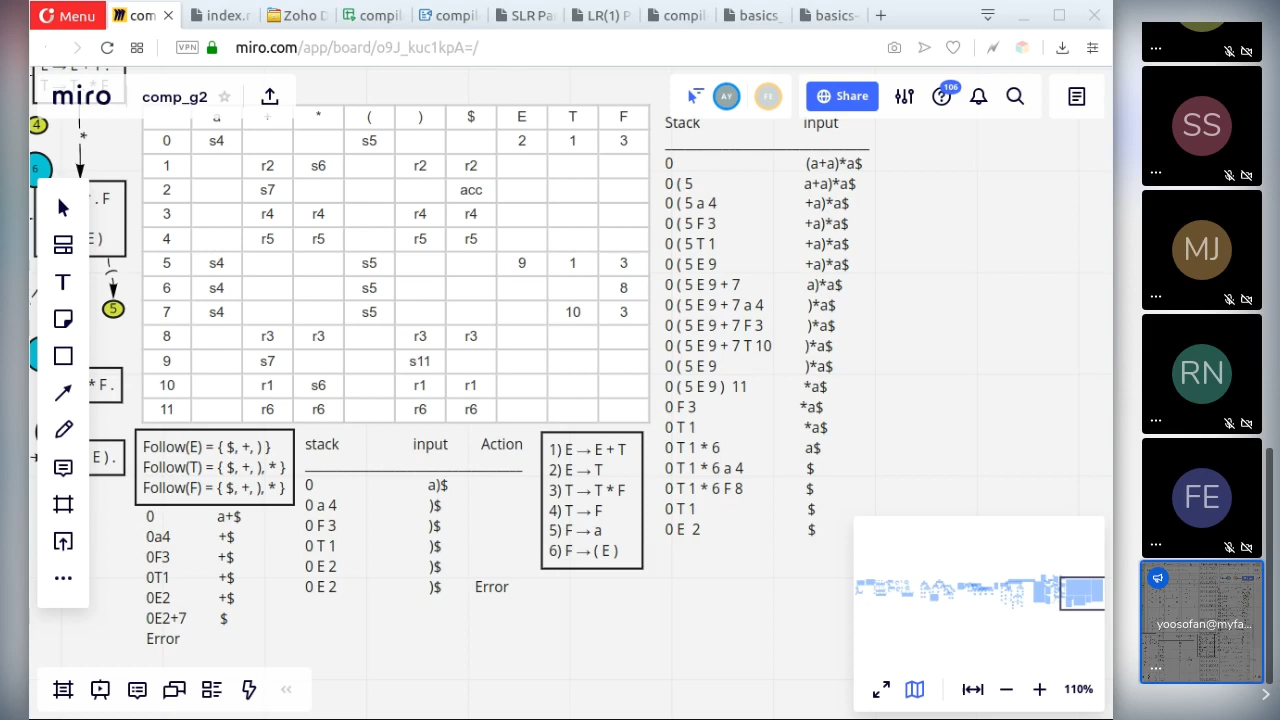 Menu
com
index.r
Zoho D
compil
compil
SLR Pa
LR(1) P
compil
basics_
basics-
VPN
miro.com/app/board/o9J_kuc1kpA=/
miro
comp_g2
AY
FE
Share
106
E → E + T.
4
*
6
.F
E)
5
* F.
E).
a + * ( ) $ E T F
0 s4 s5 2 1 3
1 r2 s6 r2 r2
2 s7 acc
3 r4 r4 r4 r4
4 r5 r5 r5 r5
5 s4 s5 9 1 3
6 s4 s5 8
7 s4 s5 10 3
8 r3 r3 r3 r3
9 s7 s11
10 r1 s6 r1 r1
11 r6 r6 r6 r6
Follow(E) = { $, +, ) }
Follow(T) = { $, +, ), * }
Follow(F) = { $, +, ), * }
0 a+$
0a4 +$
0F3 +$
0T1 +$
0E2 +$
0E2+7 $
Error
stack input Action
0 a)$
0 a 4 )$
0 F 3 )$
0 T 1 )$
0 E 2 )$
0 E 2 )$ Error
1) E → E + T
2) E → T
3) T → T * F
4) T → F
5) F → a
6) F → ( E )
Stack input
0 (a+a)*a$
0 ( 5 a+a)*a$
0 ( 5 a 4 +a)*a$
0 ( 5 F 3 +a)*a$
0 ( 5 T 1 +a)*a$
0 ( 5 E 9 +a)*a$
0 ( 5 E 9 + 7 a)*a$
0 ( 5 E 9 + 7 a 4 )*a$
0 ( 5 E 9 + 7 F 3 )*a$
0 ( 5 E 9 + 7 T 10 )*a$
0 ( 5 E 9 )*a$
0 ( 5 E 9 ) 11 *a$
0 F 3 *a$
0 T 1 *a$
0 T 1 * 6 a$
0 T 1 * 6 a 4 $
0 T 1 * 6 F 8 $
0 T 1 $
0 E 2 $
110%
SS
MJ
RN
FE
yoosofan@myfa...